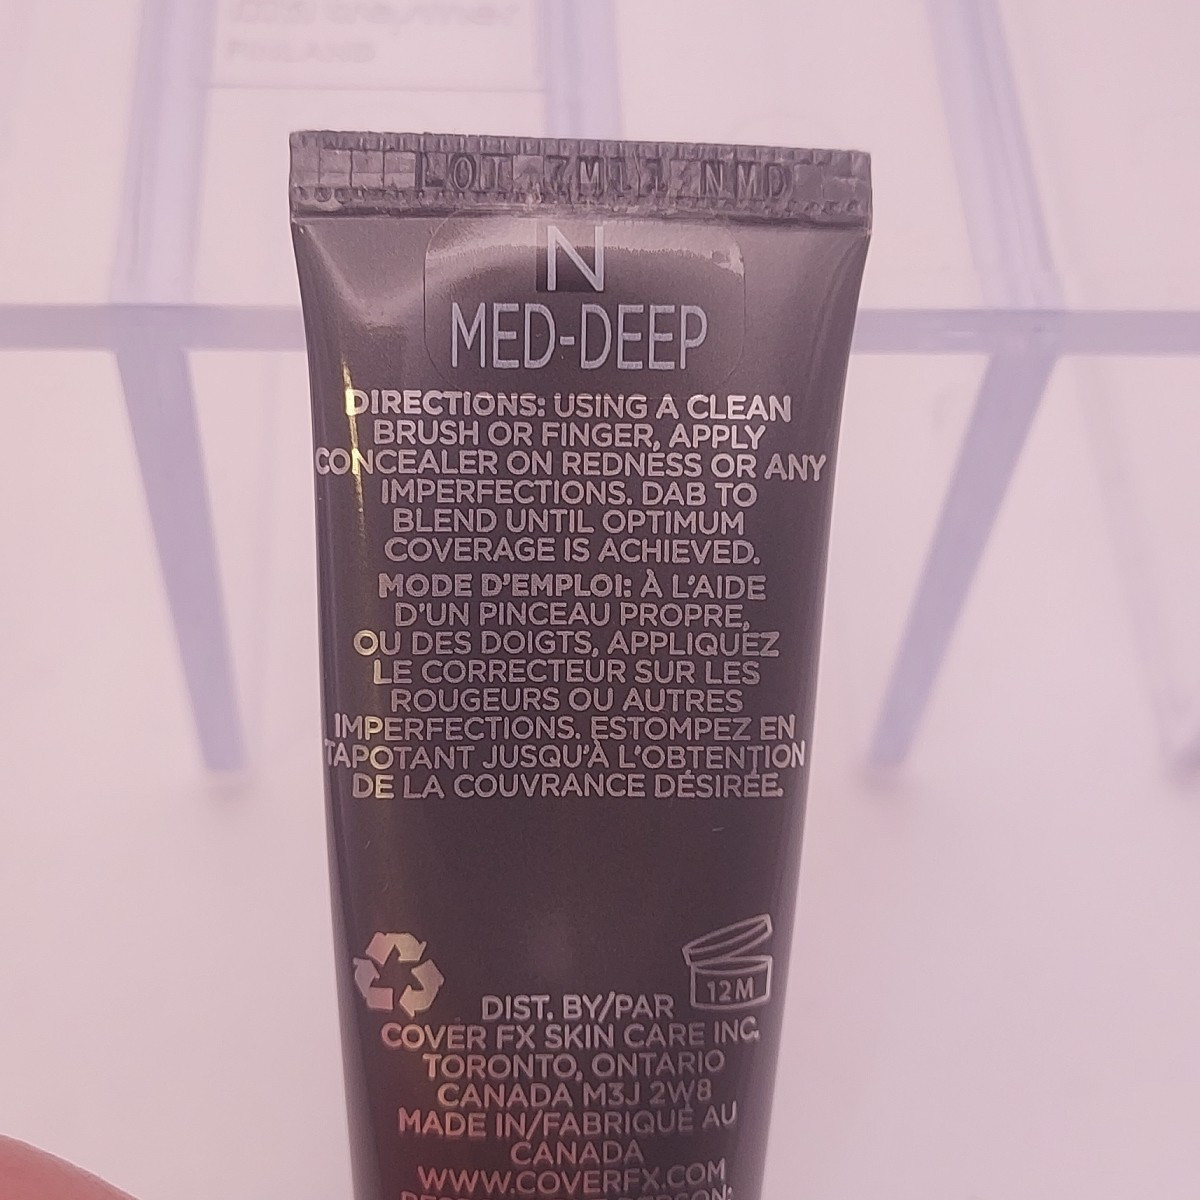 FINLAND
LOT 7M11 NMD
N
MED-DEEP
DIRECTIONS: USING A CLEAN
BRUSH OR FINGER, APPLY
CONCEALER ON REDNESS OR ANY
IMPERFECTIONS. DAB TO
BLEND UNTIL OPTIMUM
COVERAGE IS ACHIEVED.
MODE D'EMPLOI: À L'AIDE
D'UN PINCEAU PROPRE,
OU DES DOIGTS, APPLIQUEZ
LE CORRECTEUR SUR LES
ROUGEURS OU AUTRES
IMPERFECTIONS. ESTOMPEZ EN
TAPOTANT JUSQU'À L'OBTENTION
DE LA COUVRANCE DÉSIRÉE.
12M
DIST. BY/PAR
COVER FX SKIN CARE INC.
TORONTO, ONTARIO
CANADA M3J 2W8
MADE IN/FABRIQUÉ AU
CANADA
WWW.COVERFX.COM